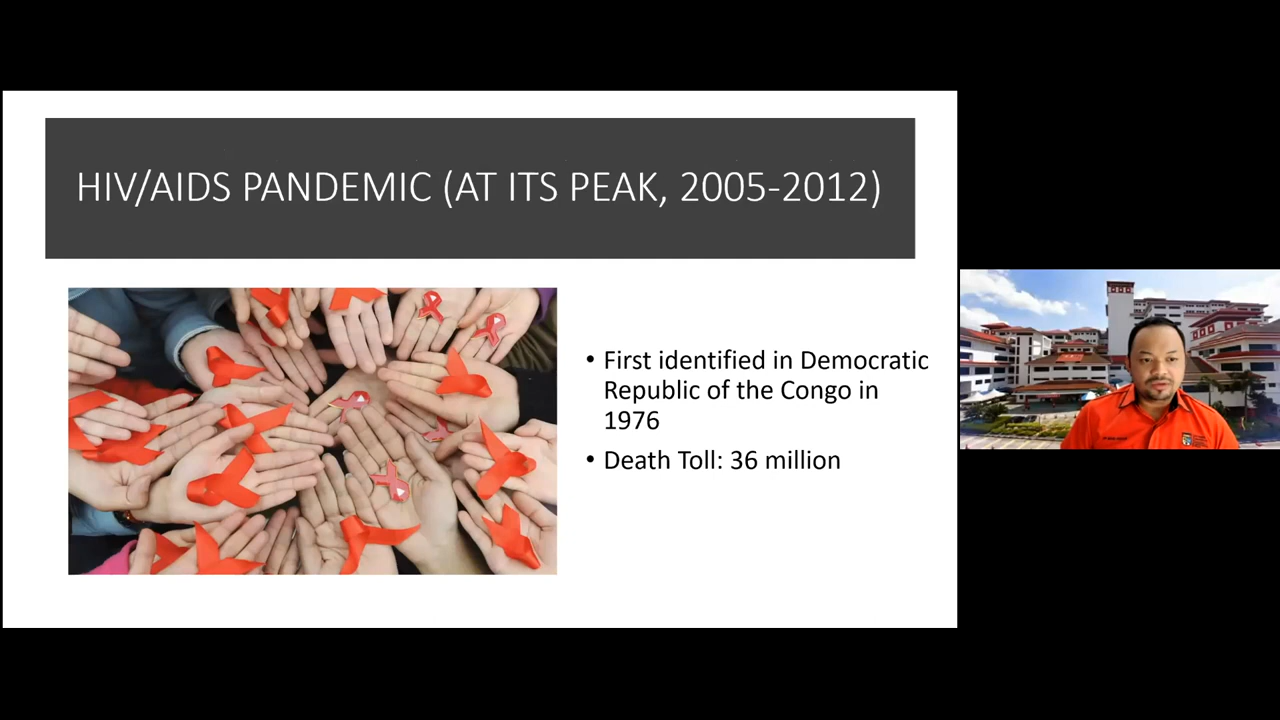 HIV/AIDS PANDEMIC (AT ITS PEAK, 2005-2012)
• First identified in Democratic
Republic of the Congo in
1976
• Death Toll: 36 million